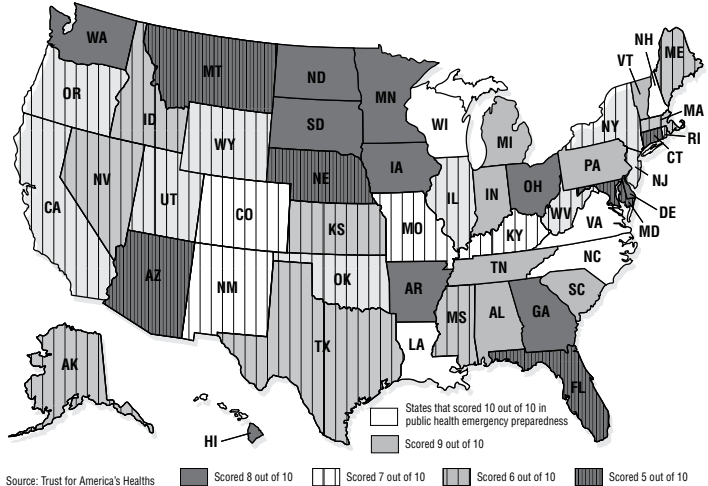 WA
MT
ND
MN
OR
ID
SD
WI
MI
NH
VT
ME
MA
NY
RI
CT
WY
NE
IA
IL
IN
OH
PA
NJ
DE
MD
CA
NV
UT
CO
KS
MO
KY
WV
VA
NC
AZ
NM
OK
AR
TN
SC
MS
AL
GA
TX
LA
FL
AK
HI
States that scored 10 out of 10 in
public health emergency preparedness
Scored 9 out of 10
Source: Trust for America's Healths
Scored 8 out of 10
Scored 7 out of 10
Scored 6 out of 10
Scored 5 out of 10